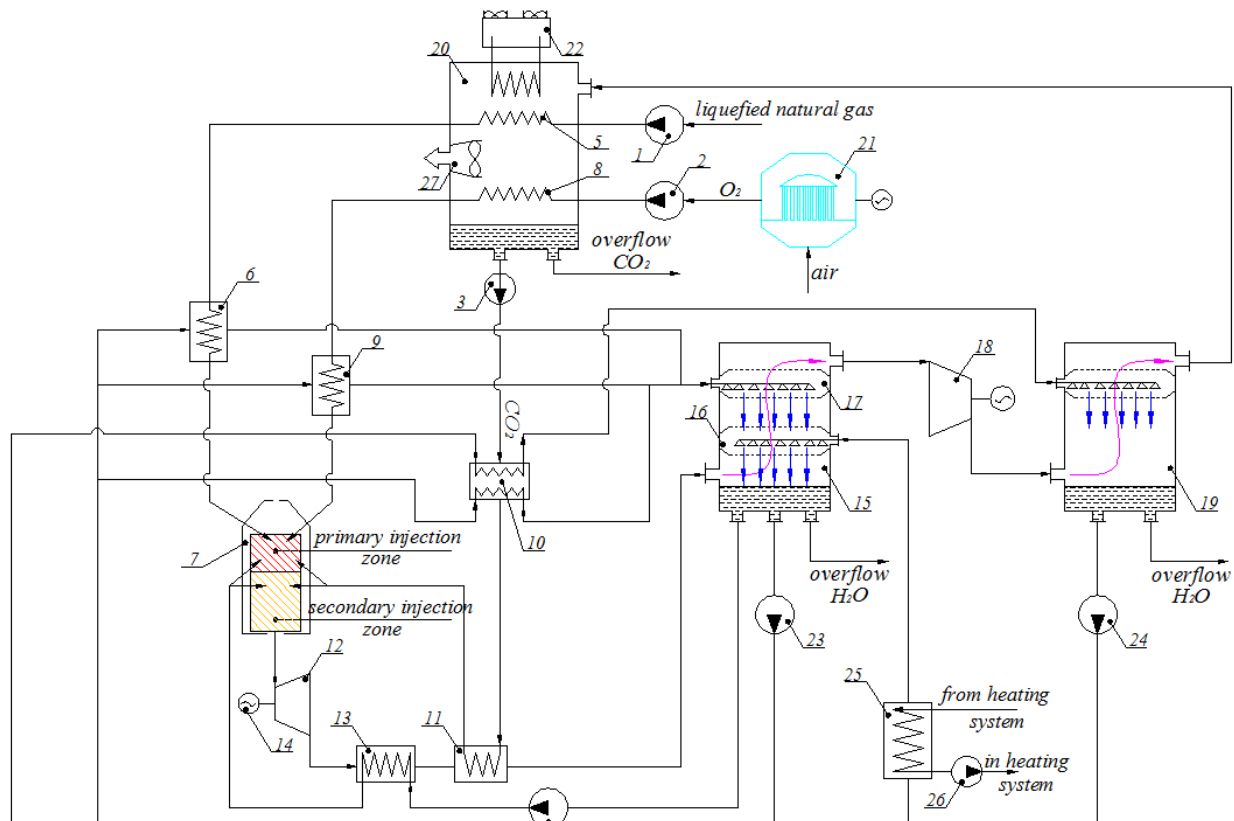 22
20
liquefied natural gas
5
1
21
27
8
2
O₂
overflow
CO₂
air
6
3
9
18
17
CO₂
16
10
15
19
7
primary injection
zone
overflow
H₂O
overflow
H₂O
secondary injection
zone
23
24
12
25
from heating
system
14
13
11
in heating
system
26